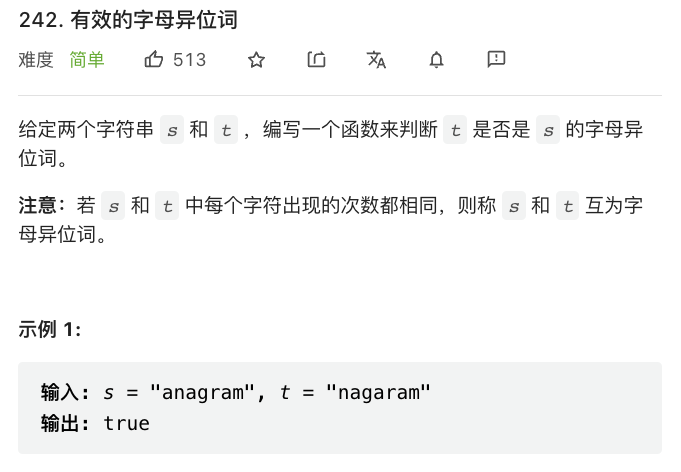 242. 有效的字母异位词
难度 简单 513
给定两个字符串 s 和 t ，编写一个函数来判断 t 是否是 s 的字母异
位词。
注意：若 s 和 t 中每个字符出现的次数都相同，则称 s 和 t 互为字
母异位词。
示例 1:
输入: s = "anagram", t = "nagaram"
输出: true